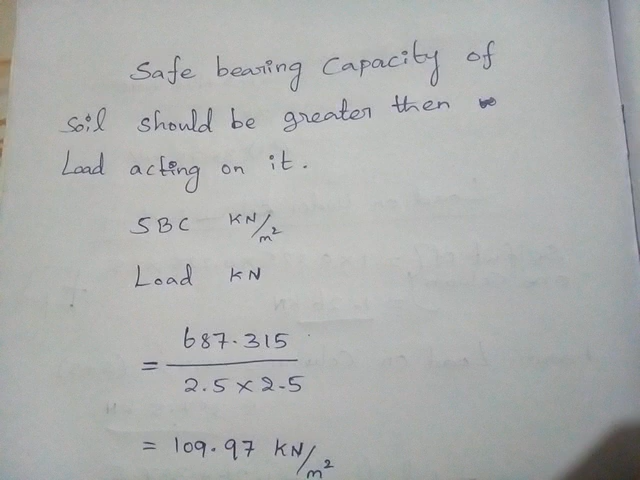 Safe bearing Capacity of
soil should be greater then
Load acting on it.
SBC KN/m²
Load KN
= 687.315 / 2.5 × 2.5
= 109.97 KN/m²